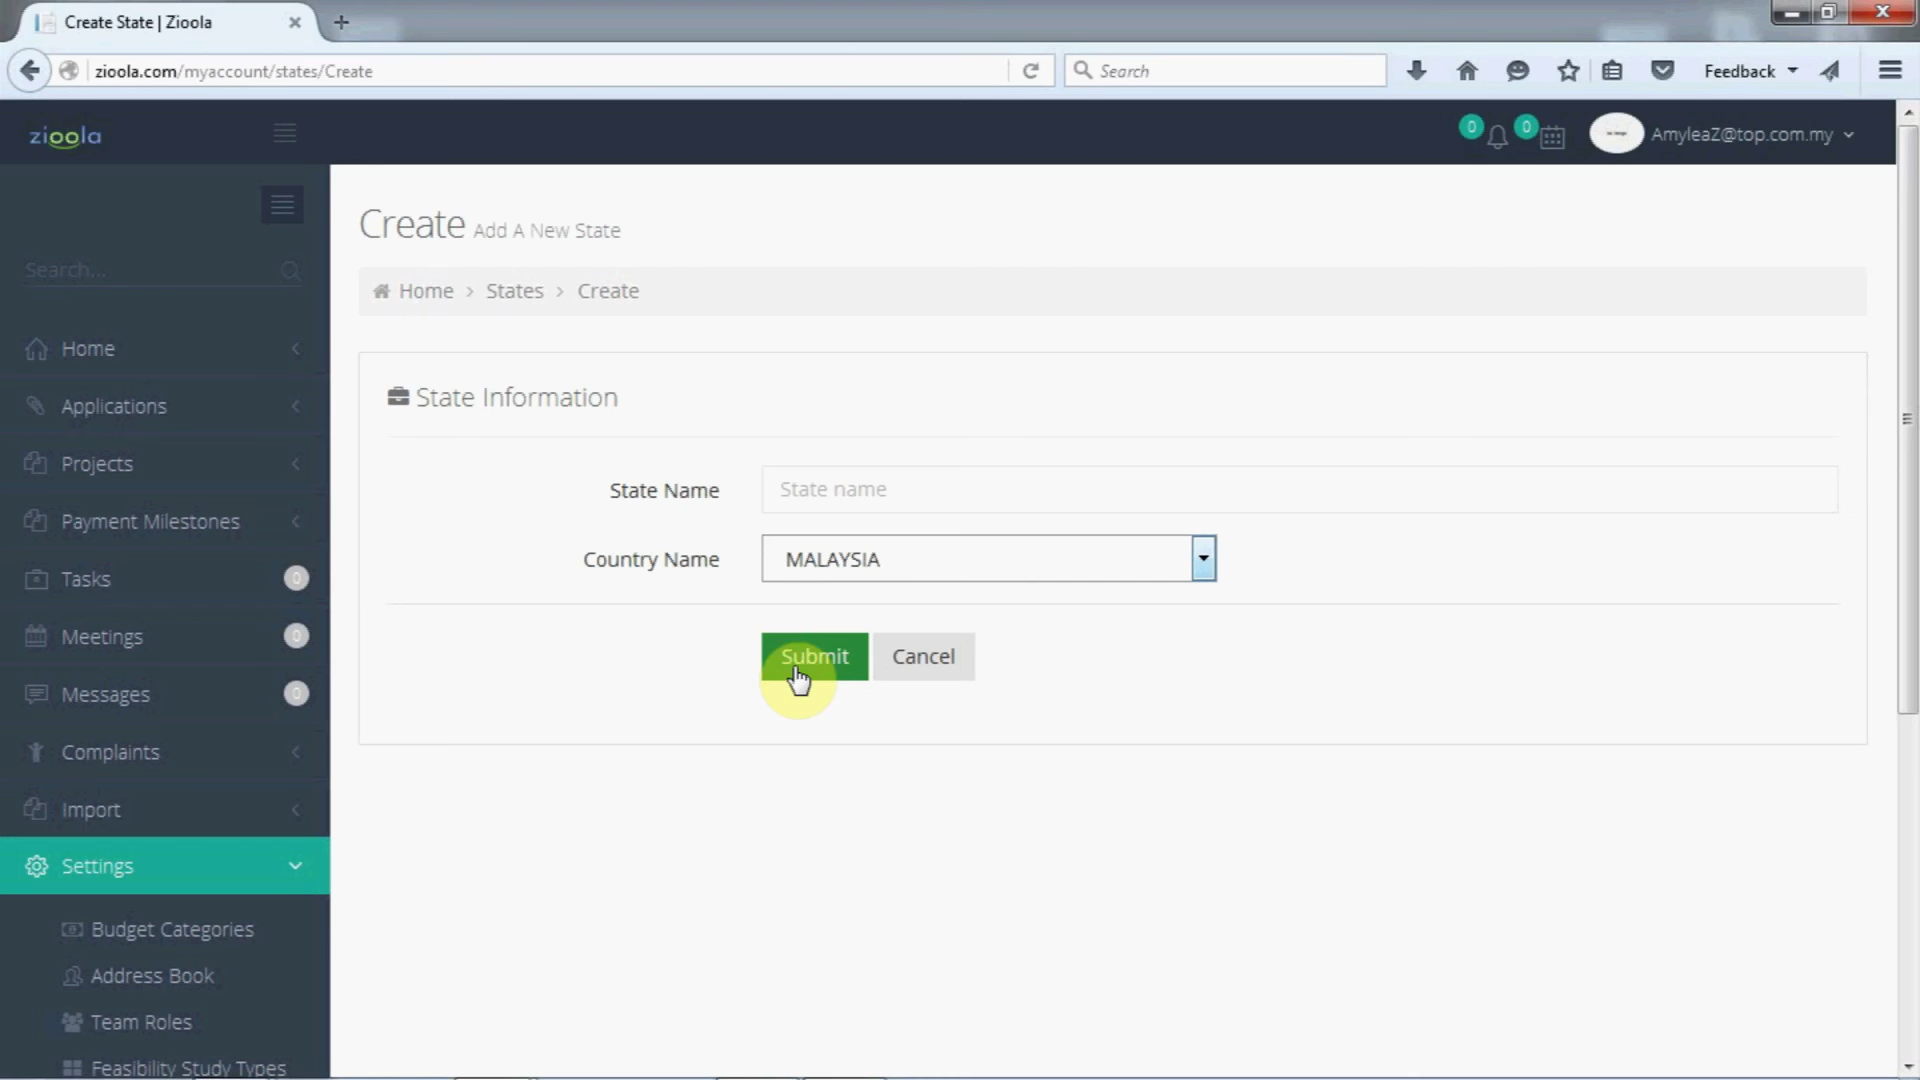 Create State | Zioola
zioola.com/myaccount/states/Create
Search
Feedback
zioola
0
0
AmyleaZ@top.com.my
Search...
Home
Applications
Projects
Payment Milestones
Tasks 0
Meetings 0
Messages 0
Complaints
Import
Settings
Budget Categories
Address Book
Team Roles
Feasibility Study Types
Create Add A New State
Home > States > Create
State Information
State Name State name
Country Name MALAYSIA
Submit Cancel